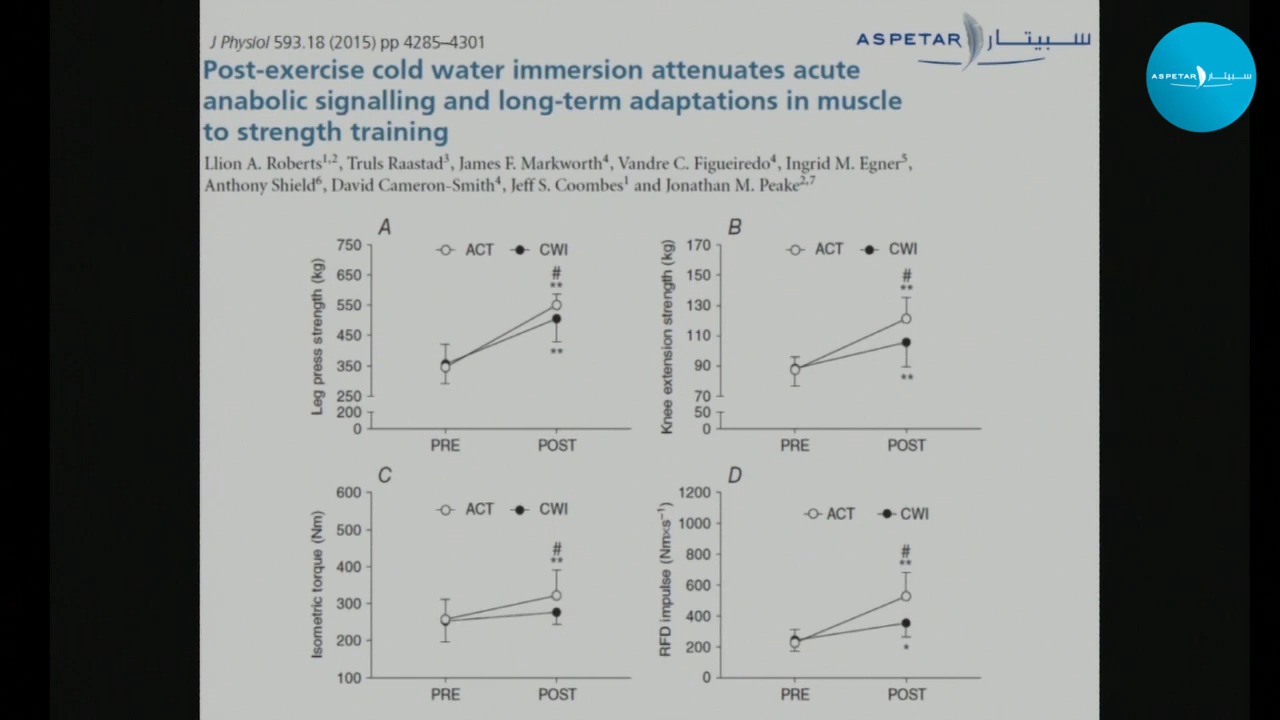 J Physiol 593.18 (2015) pp 4285–4301
ASPETAR سبيتار
ASPETAR سبيتار
Post-exercise cold water immersion attenuates acute
anabolic signalling and long-term adaptations in muscle
to strength training
Llion A. Roberts1,2, Truls Raastad3, James F. Markworth4, Vandre C. Figueiredo4, Ingrid M. Egner5,
Anthony Shield6, David Cameron-Smith4, Jeff S. Coombes1 and Jonathan M. Peake2,7
A
ACT CWI
Leg press strength (kg)
750
650
550
450
350
250
200
0
#
**
**
PRE POST
B
ACT CWI
Knee extension strength (kg)
170
150
130
110
90
70
50
0
#
**
**
PRE POST
C
ACT CWI
Isometric torque (Nm)
600
500
400
300
200
100
#
**
PRE POST
D
ACT CWI
RFD impulse (Nm×s−1)
1200
1000
800
600
400
200
0
#
**
*
PRE POST